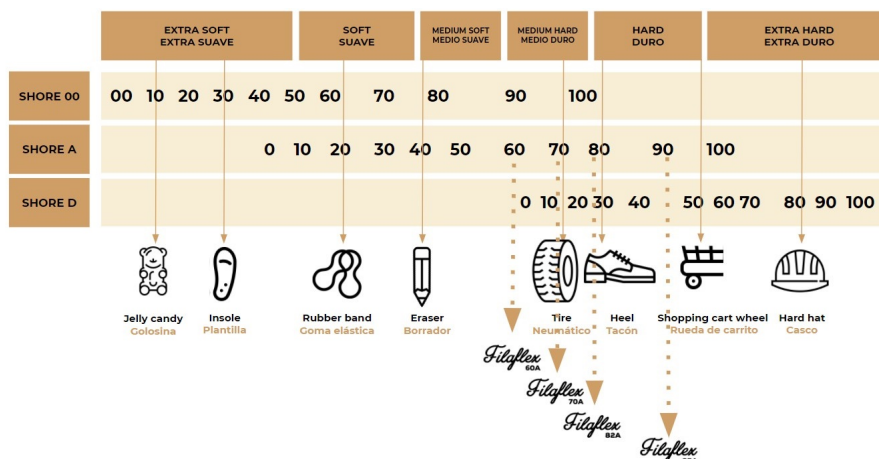 EXTRA SOFT
EXTRA SUAVE
SOFT
SUAVE
MEDIUM SOFT
MEDIO SUAVE
MEDIUM HARD
MEDIO DURO
HARD
DURO
EXTRA HARD
EXTRA DURO
SHORE 00 00 10 20 30 40 50 60 70 80 90 100
SHORE A 0 10 20 30 40 50 60 70 80 90 100
SHORE D 0 10 20 30 40 50 60 70 80 90 100
Jelly candy
Golosina
Insole
Plantilla
Rubber band
Goma elástica
Eraser
Borrador
Tire
Neumático
Heel
Tacón
Shopping cart wheel
Rueda de carrito
Hard hat
Casco
Filaflex
60A
Filaflex
70A
Filaflex
82A
Filaflex